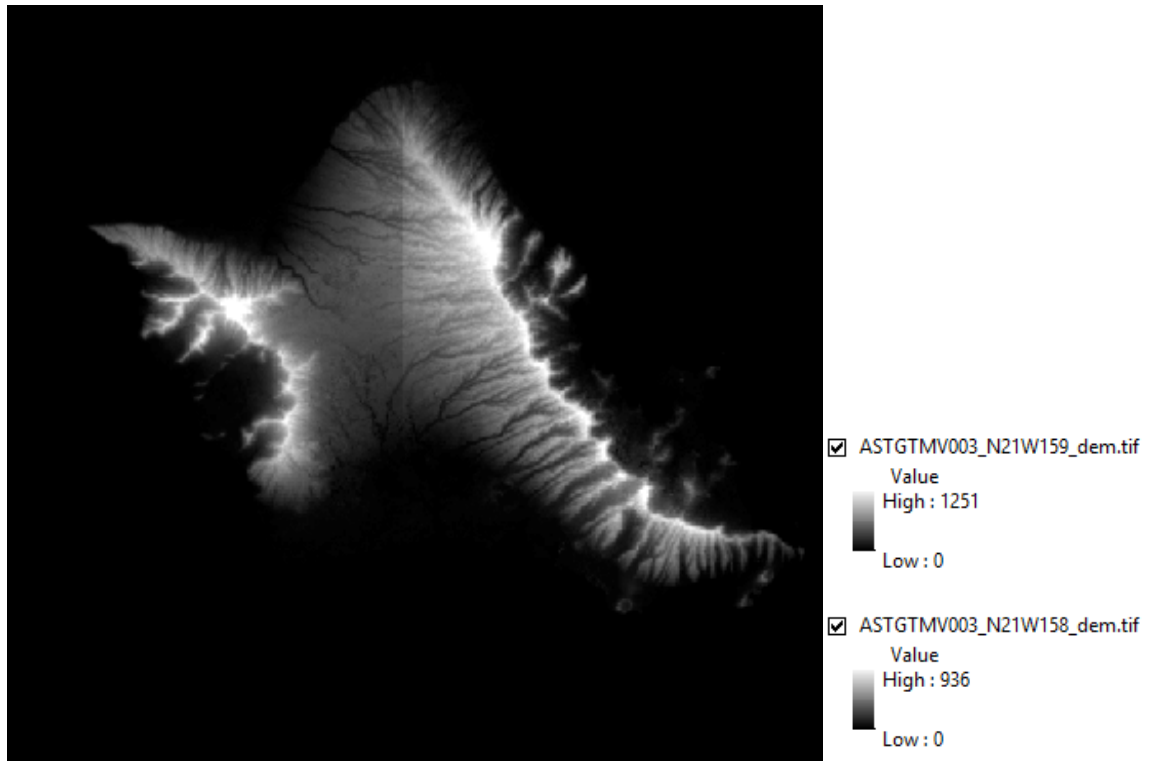 ASTGTMV003_N21W159_dem.tif
Value
High : 1251
Low : 0
ASTGTMV003_N21W158_dem.tif
Value
High : 936
Low : 0